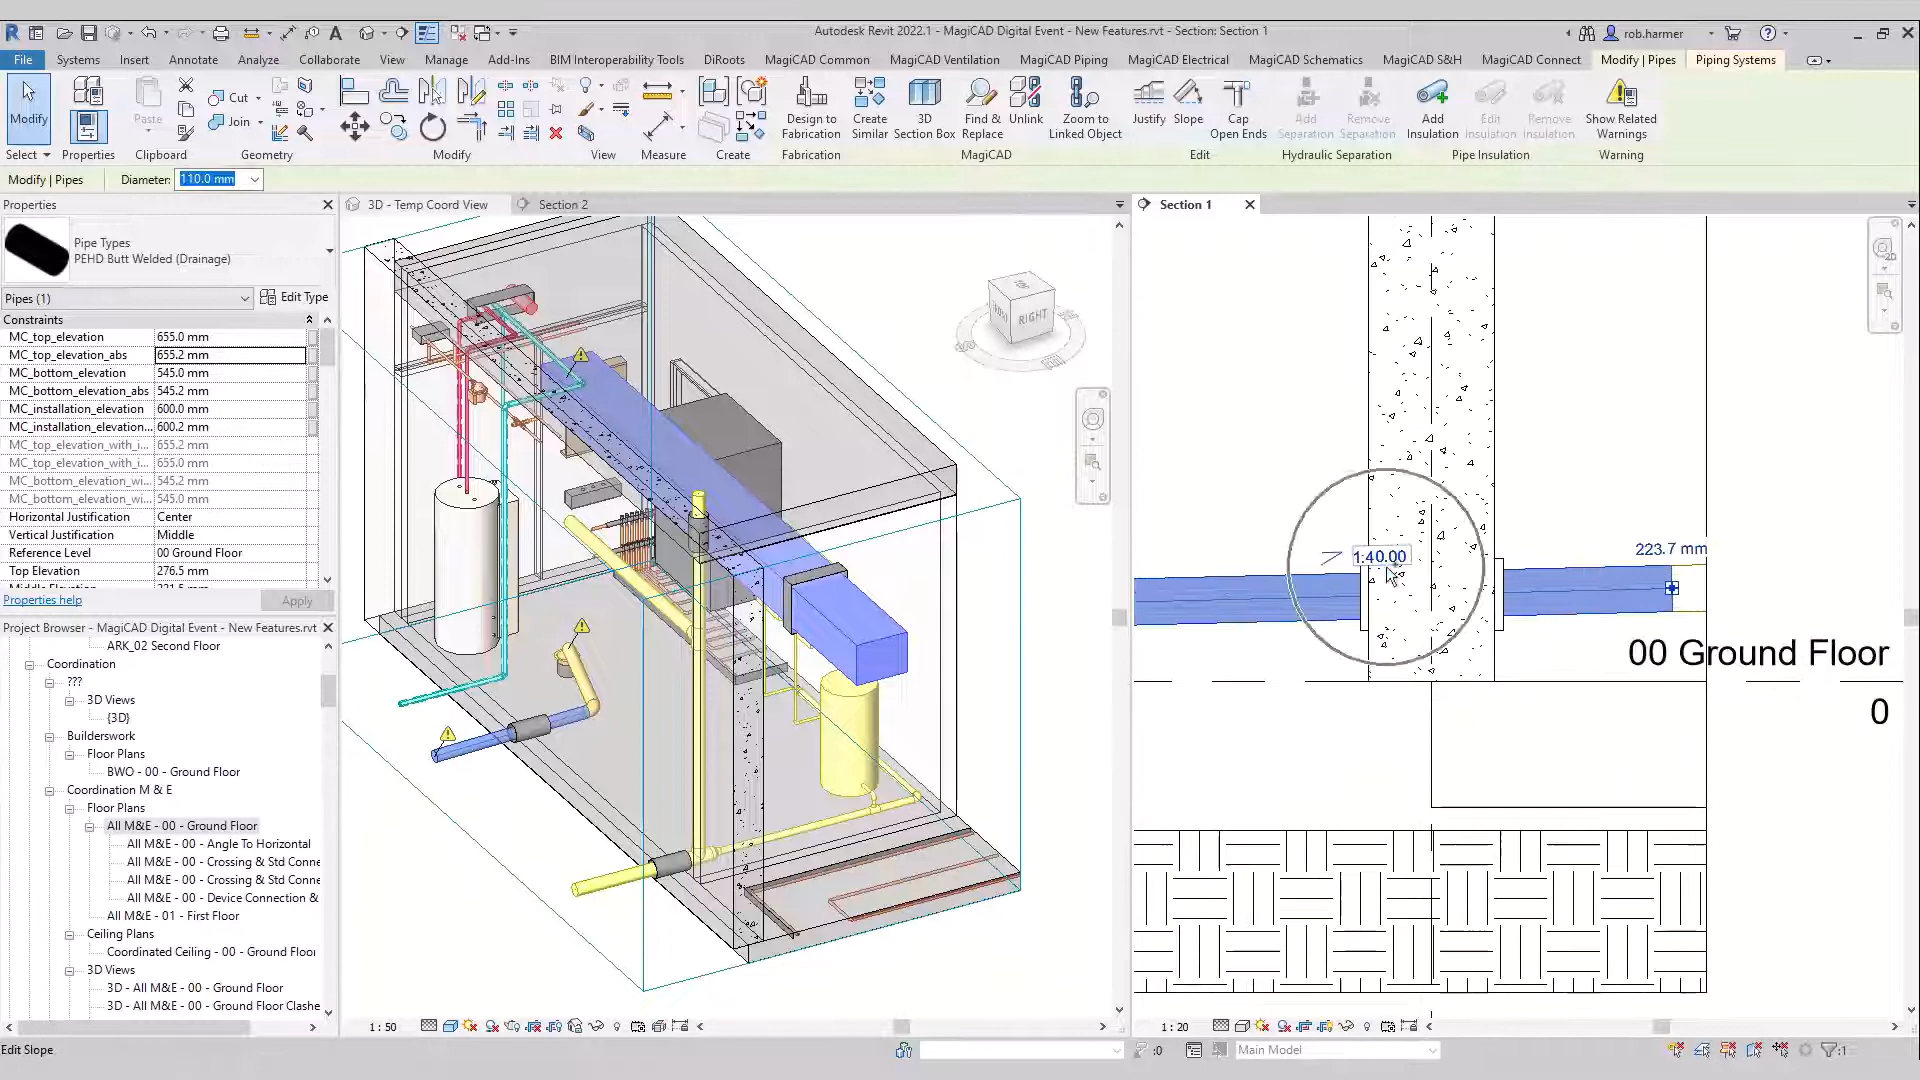 Autodesk Revit 2022.1 - MagiCAD Digital Event - New Features.rvt - Section: Section 1
rob.harmer
File Systems Insert Annotate Analyze Collaborate View Manage Add-Ins BIM Interoperability Tools DiRoots MagiCAD Common MagiCAD Ventilation MagiCAD Piping MagiCAD Electrical MagiCAD Schematics MagiCAD S&H MagiCAD Connect Modify | Pipes Piping Systems
Modify
Paste
Cut
Join
Design to Fabrication
Create Similar
3D Section Box
Find & Replace
Unlink
Zoom to Linked Object
Justify
Slope
Cap Open Ends
Add Separation
Remove Separation
Add Insulation
Edit Insulation
Remove Insulation
Show Related Warnings
Select Properties Clipboard Geometry Modify View Measure Create Fabrication MagiCAD Edit Hydraulic Separation Pipe Insulation Warning
Modify | Pipes Diameter: 110.0 mm
Properties
Pipe Types
PEHD Butt Welded (Drainage)
Pipes (1) Edit Type
Constraints
MC_top_elevation 655.0 mm
MC_top_elevation_abs 655.2 mm
MC_bottom_elevation 545.0 mm
MC_bottom_elevation_abs 545.2 mm
MC_installation_elevation 600.0 mm
MC_installation_elevation... 600.2 mm
MC_top_elevation_with_i... 655.2 mm
MC_top_elevation_with_i... 655.0 mm
MC_bottom_elevation_wi... 545.2 mm
MC_bottom_elevation_wi... 545.0 mm
Horizontal Justification Center
Vertical Justification Middle
Reference Level 00 Ground Floor
Top Elevation 276.5 mm
Properties help Apply
Project Browser - MagiCAD Digital Event - New Features.rvt
ARK_02 Second Floor
Coordination
???
3D Views
{3D}
Builderswork
Floor Plans
BWO - 00 - Ground Floor
Coordination M & E
Floor Plans
All M&E - 00 - Ground Floor
All M&E - 00 - Angle To Horizontal
All M&E - 00 - Crossing & Std Conne
All M&E - 00 - Crossing & Std Conne
All M&E - 00 - Device Connection &
All M&E - 01 - First Floor
Ceiling Plans
Coordinated Ceiling - 00 - Ground Floor
3D Views
3D - All M&E - 00 - Ground Floor
3D - All M&E - 00 - Ground Floor Clashe
3D - Temp Coord View
Section 2
RIGHT
1 : 50
Section 1
2D
1:40.00
223.7 mm
00 Ground Floor
0
1 : 20
Edit Slope
:0
Main Model
:1